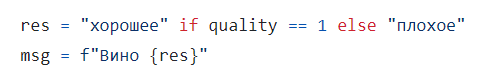 res = "хорошее" if quality == 1 else "плохое"
msg = f"Вино {res}"